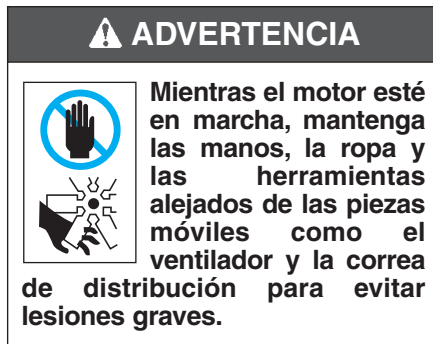 ADVERTENCIA
Mientras el motor esté
en marcha, mantenga
las manos, la ropa y
las herramientas
alejados de las piezas
móviles como el
ventilador y la correa
de distribución para evitar
lesiones graves.